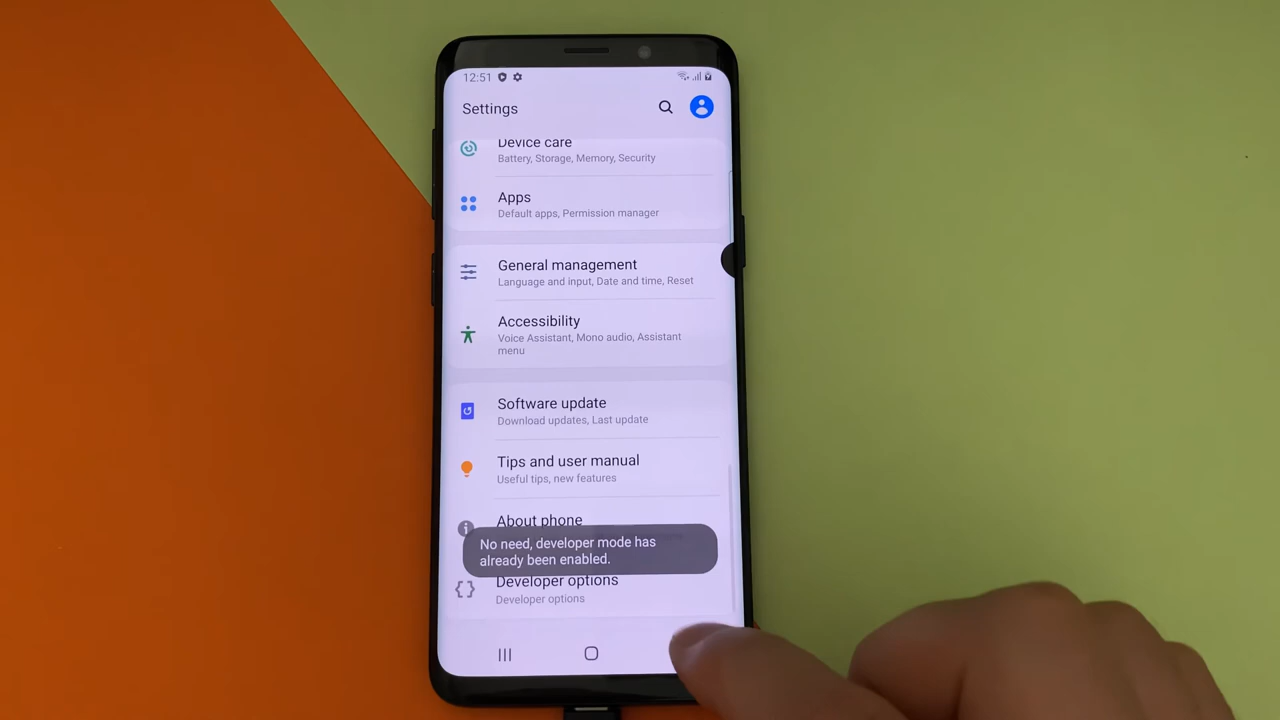 12:51
Settings
Device care
Battery, Storage, Memory, Security
Apps
Default apps, Permission manager
General management
Language and input, Date and time, Reset
Accessibility
Voice Assistant, Mono audio, Assistant
menu
Software update
Download updates, Last update
Tips and user manual
Useful tips, new features
About phone
No need, developer mode has
already been enabled.
Developer options
Developer options